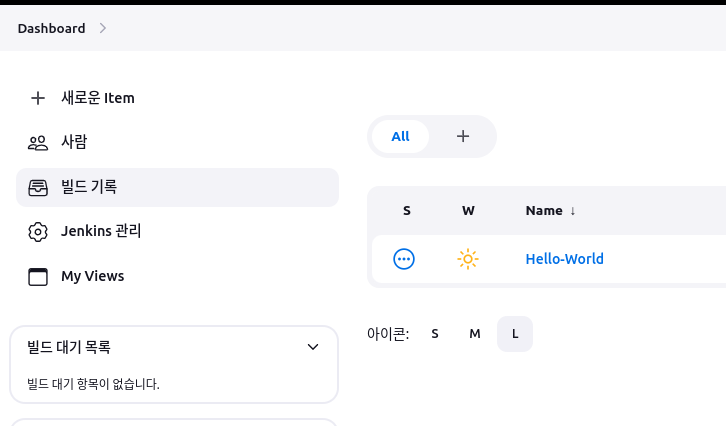 Dashboard
새로운 Item
사람
빌드 기록
Jenkins 관리
My Views
빌드 대기 목록
빌드 대기 항목이 없습니다.
All +
S W Name ↓
Hello-World
아이콘: S M L